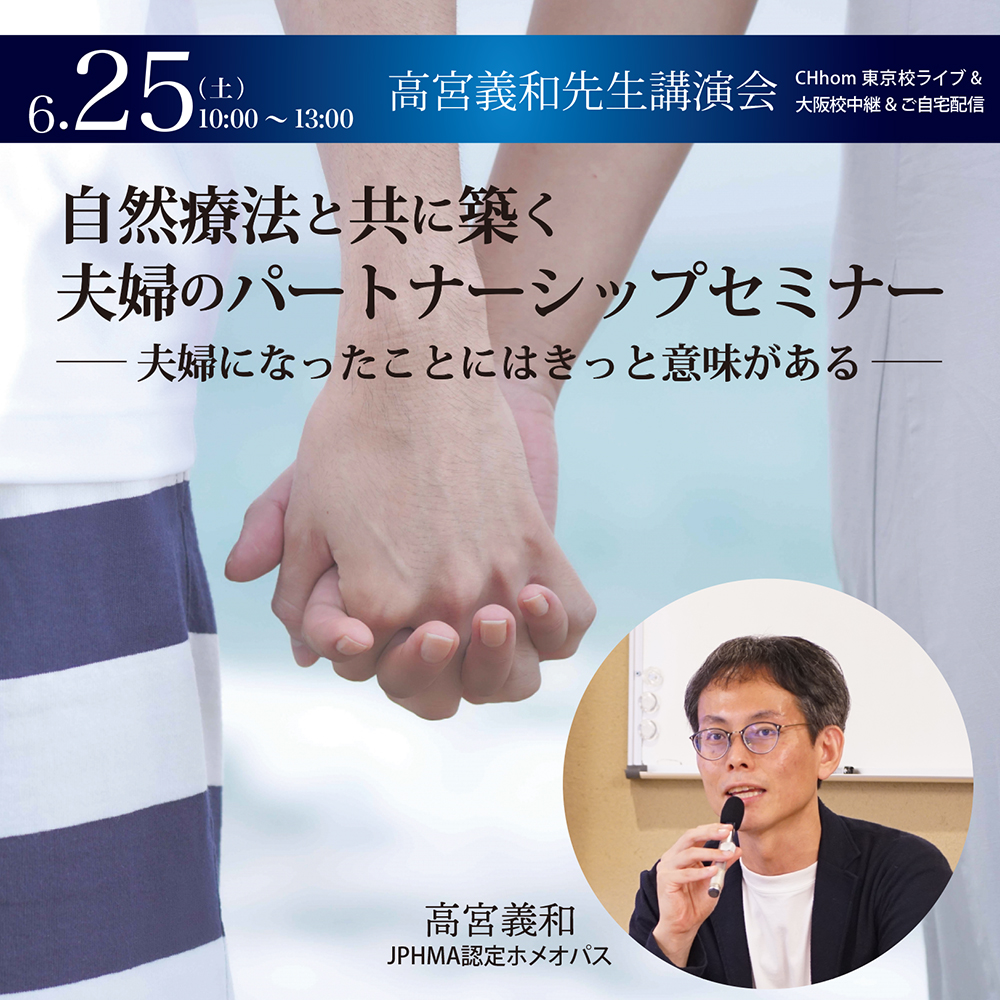 6.25(土)
10:00～13:00
高宮義和先生講演会
CHhom 東京校ライブ &
大阪校中継 & ご自宅配信
自然療法と共に築く
夫婦のパートナーシップセミナー
― 夫婦になったことにはきっと意味がある ―
高宮義和
JPHMA認定ホメオパス